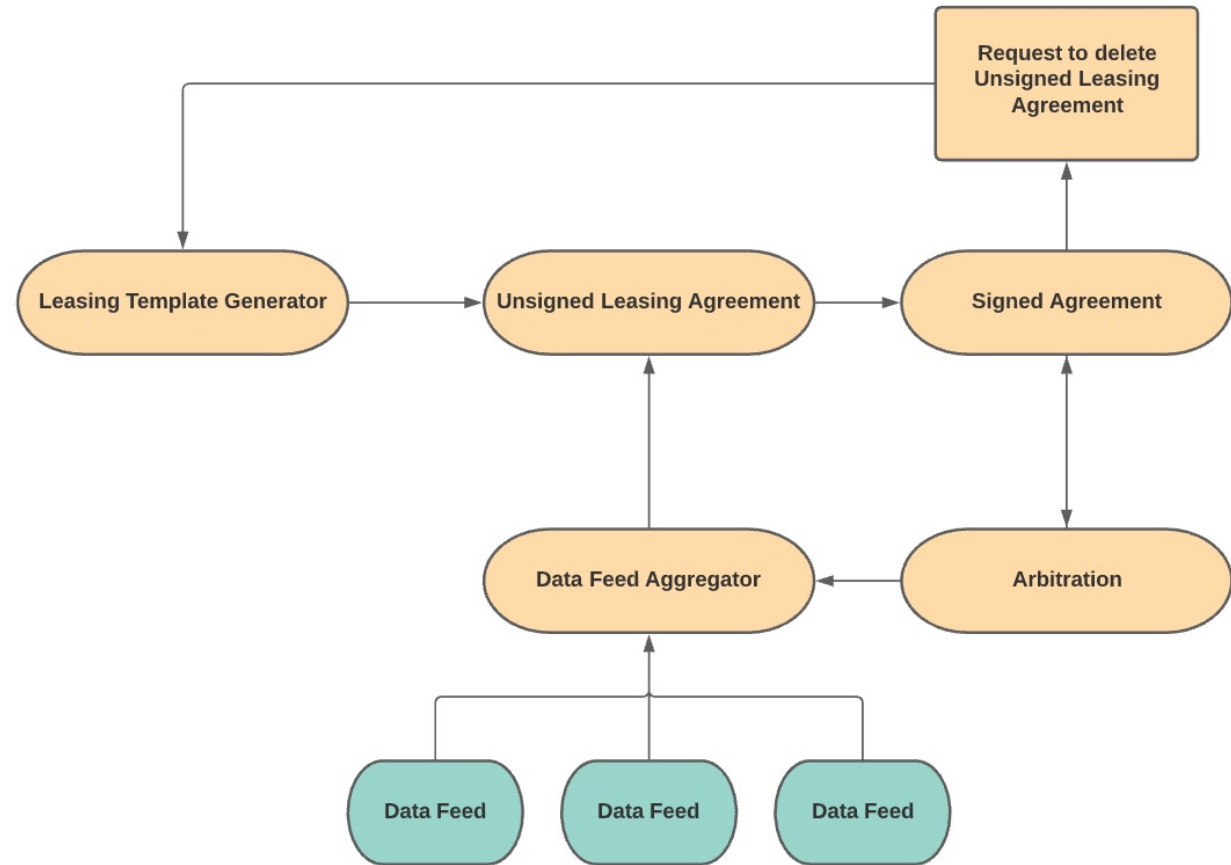 Request to delete
Unsigned Leasing
Agreement
Leasing Template Generator
Unsigned Leasing Agreement
Signed Agreement
Data Feed Aggregator
Arbitration
Data Feed
Data Feed
Data Feed